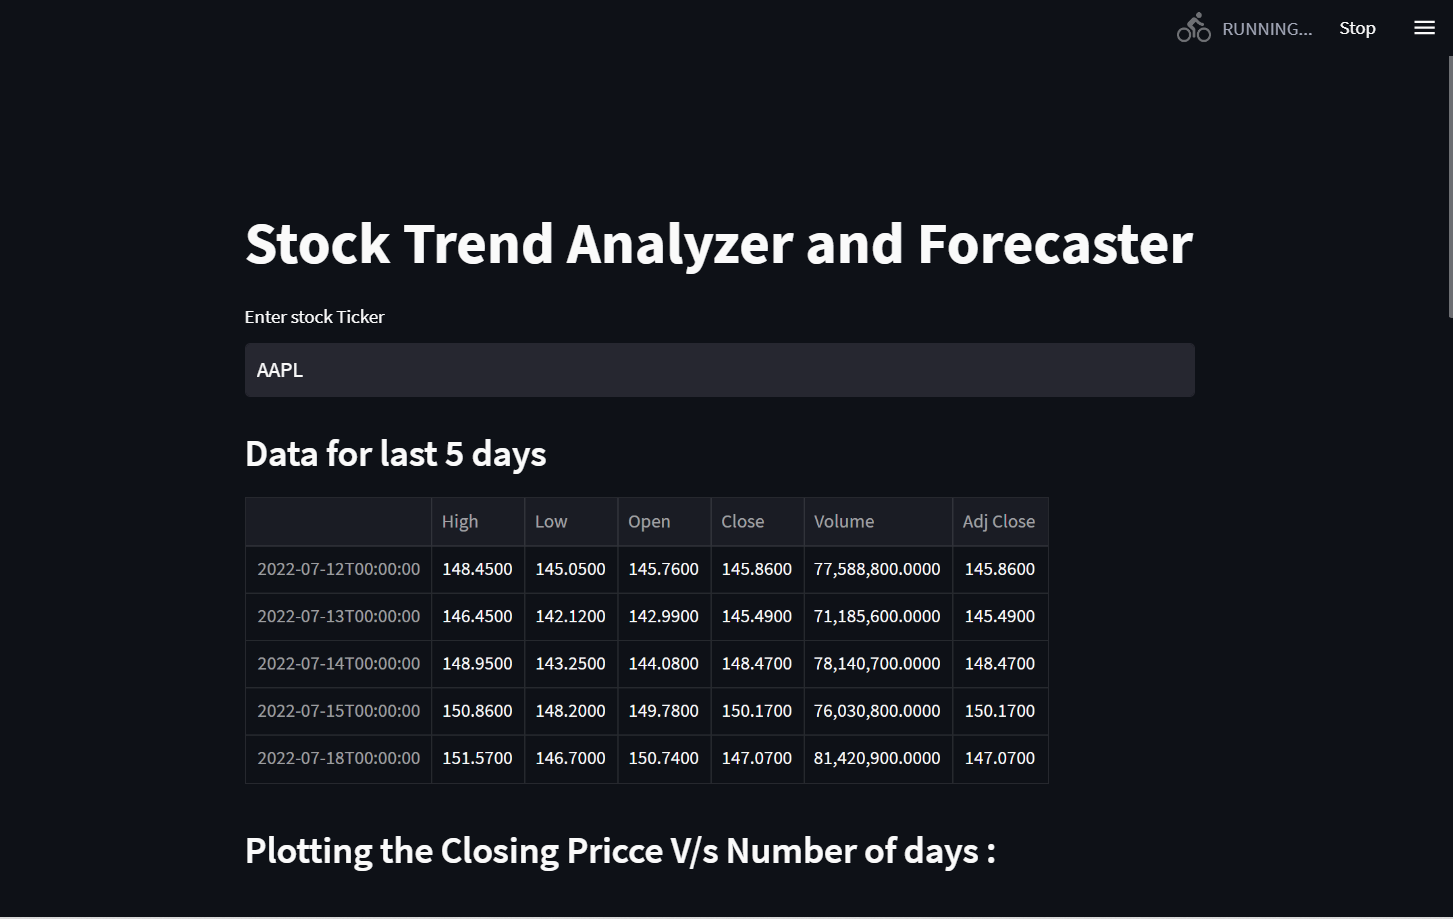 RUNNING... Stop
Stock Trend Analyzer and Forecaster
Enter stock Ticker
AAPL
Data for last 5 days
High Low Open Close Volume Adj Close
2022-07-12T00:00:00 148.4500 145.0500 145.7600 145.8600 77,588,800.0000 145.8600
2022-07-13T00:00:00 146.4500 142.1200 142.9900 145.4900 71,185,600.0000 145.4900
2022-07-14T00:00:00 148.9500 143.2500 144.0800 148.4700 78,140,700.0000 148.4700
2022-07-15T00:00:00 150.8600 148.2000 149.7800 150.1700 76,030,800.0000 150.1700
2022-07-18T00:00:00 151.5700 146.7000 150.7400 147.0700 81,420,900.0000 147.0700
Plotting the Closing Pricce V/s Number of days :